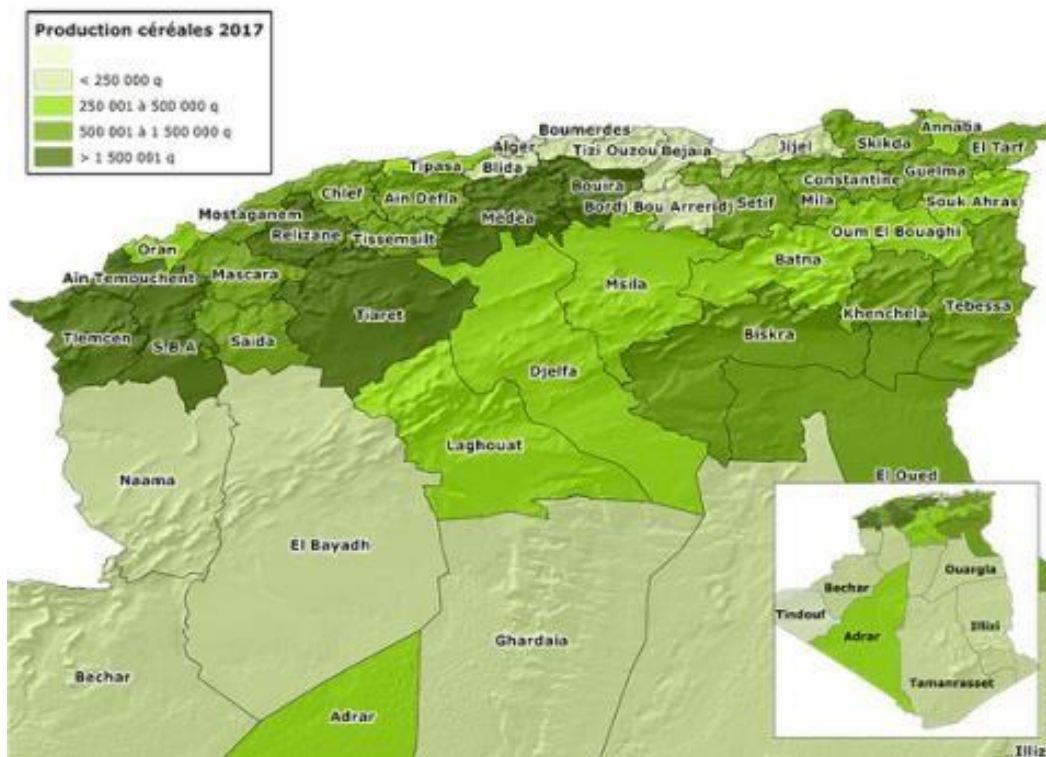 Production céréales 2017
< 250 000 q
250 001 à 500 000 q
500 001 à 1 500 000 q
> 1 500 001 q
Boumerdes
Alger
Tizi Ouzou
Bejaia
Jijel
Skikda
Annaba
El Tarf
Tipasa
Blida
Bouira
Constantine
Guelma
Chlef
Ain Defla
Médéa
Bordj Bou Arreridj
Setif
Mila
Souk Ahras
Mostaganem
Relizane
Tissemsilt
Oum El Bouaghi
Oran
Batna
Ain Temouchent
Mascara
Msila
Khenchela
Tebessa
Tlemcen
S.B.A
Saida
Tiaret
Biskra
Djelfa
Laghouat
Naama
El Oued
El Bayadh
Ghardaia
Bechar
Adrar
Illiz
Ouargla
Bechar
Tindouf
Illizi
Adrar
Tamanrasset